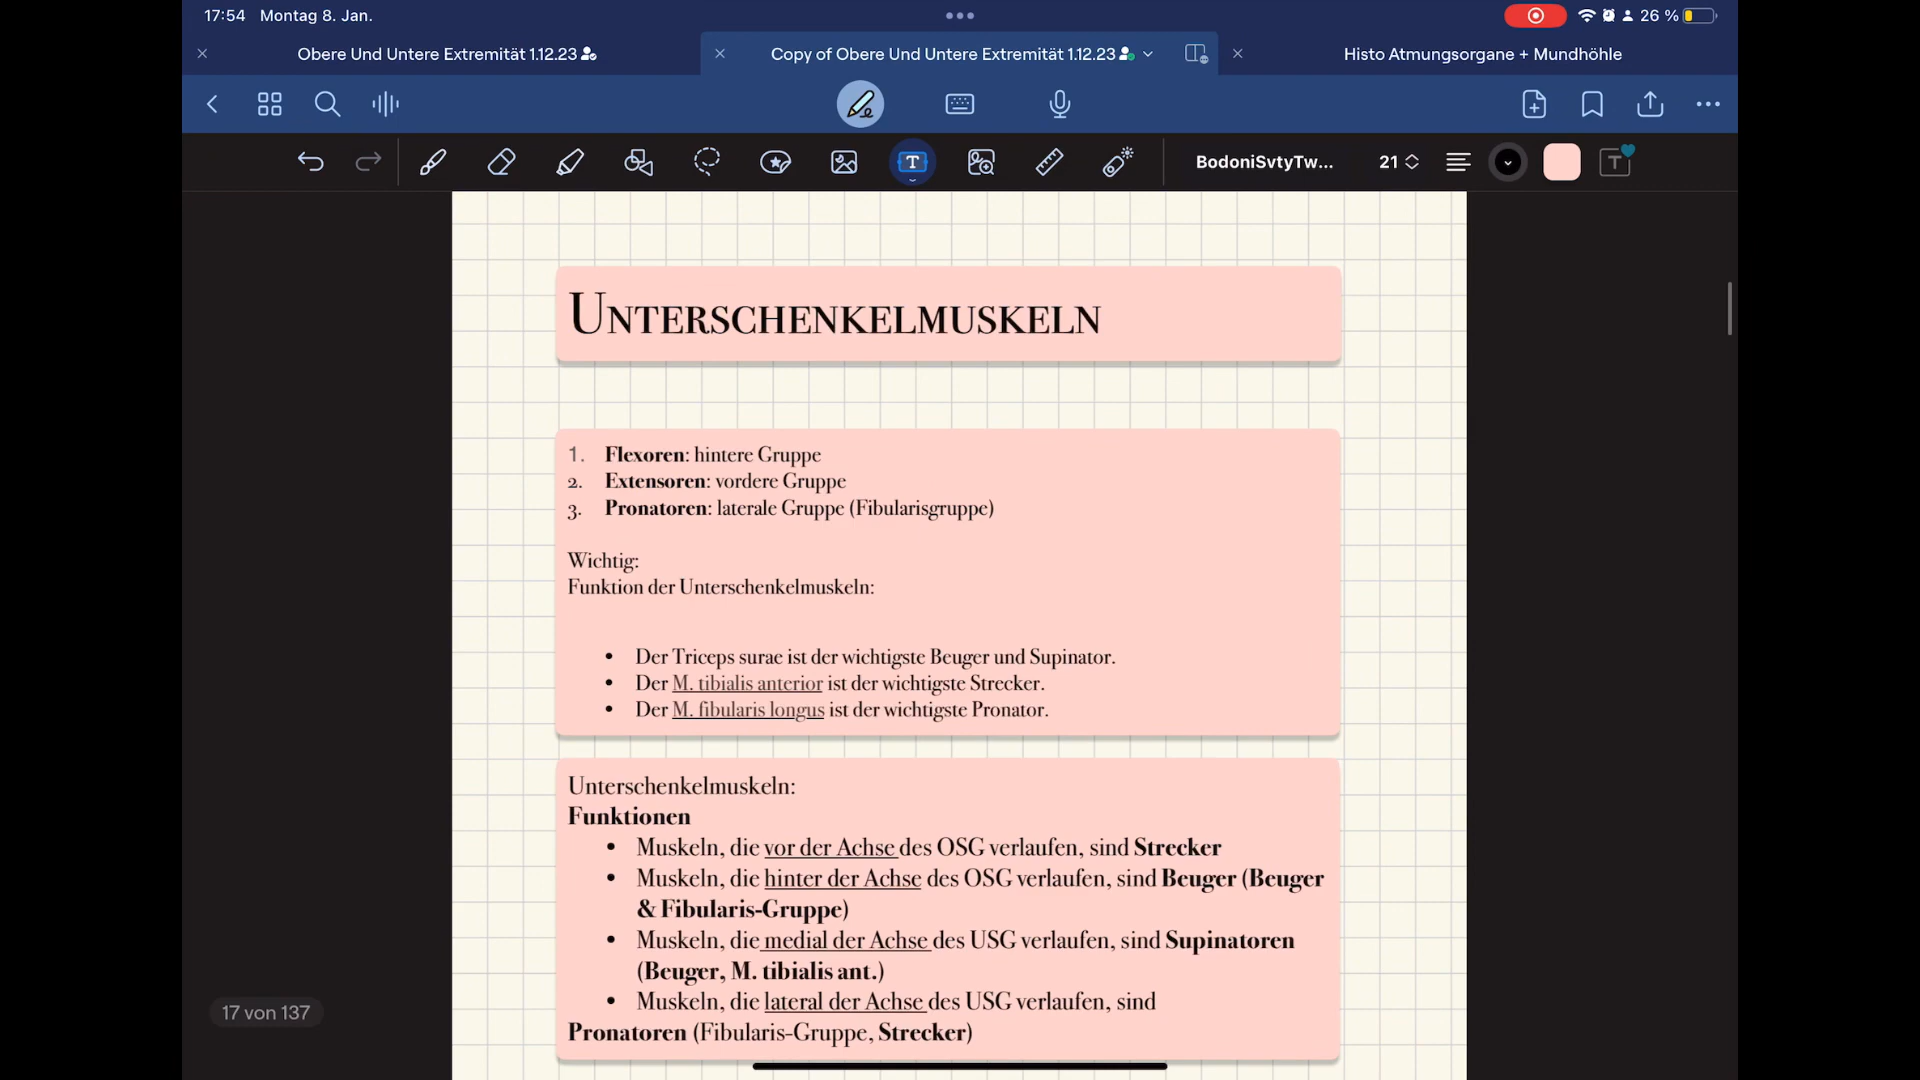 17:54 Montag 8. Jan. 26 %
Obere Und Untere Extremität 1.12.23 Copy of Obere Und Untere Extremität 1.12.23 Histo Atmungsorgane + Mundhöhle
T BodoniSvtyTw... 21 T
UNTERSCHENKELMUSKELN
1. Flexoren: hintere Gruppe
2. Extensoren: vordere Gruppe
3. Pronatoren: laterale Gruppe (Fibularisgruppe)
Wichtig:
Funktion der Unterschenkelmuskeln:
• Der Triceps surae ist der wichtigste Beuger und Supinator.
• Der M. tibialis anterior ist der wichtigste Strecker.
• Der M. fibularis longus ist der wichtigste Pronator.
Unterschenkelmuskeln:
Funktionen
• Muskeln, die vor der Achse des OSG verlaufen, sind Strecker
• Muskeln, die hinter der Achse des OSG verlaufen, sind Beuger (Beuger
& Fibularis-Gruppe)
• Muskeln, die medial der Achse des USG verlaufen, sind Supinatoren
(Beuger, M. tibialis ant.)
• Muskeln, die lateral der Achse des USG verlaufen, sind
Pronatoren (Fibularis-Gruppe, Strecker)
17 von 137